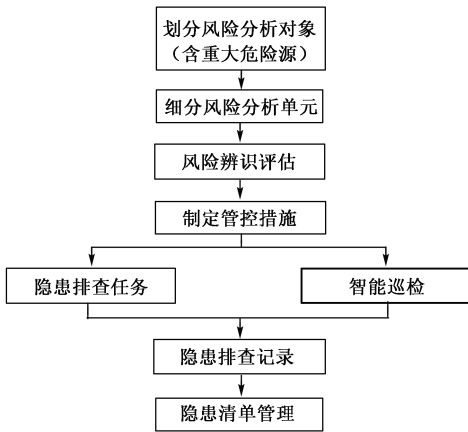 划分风险分析对象
（含重大危险源）
细分风险分析单元
风险辨识评估
制定管控措施
隐患排查任务
智能巡检
隐患排查记录
隐患清单管理